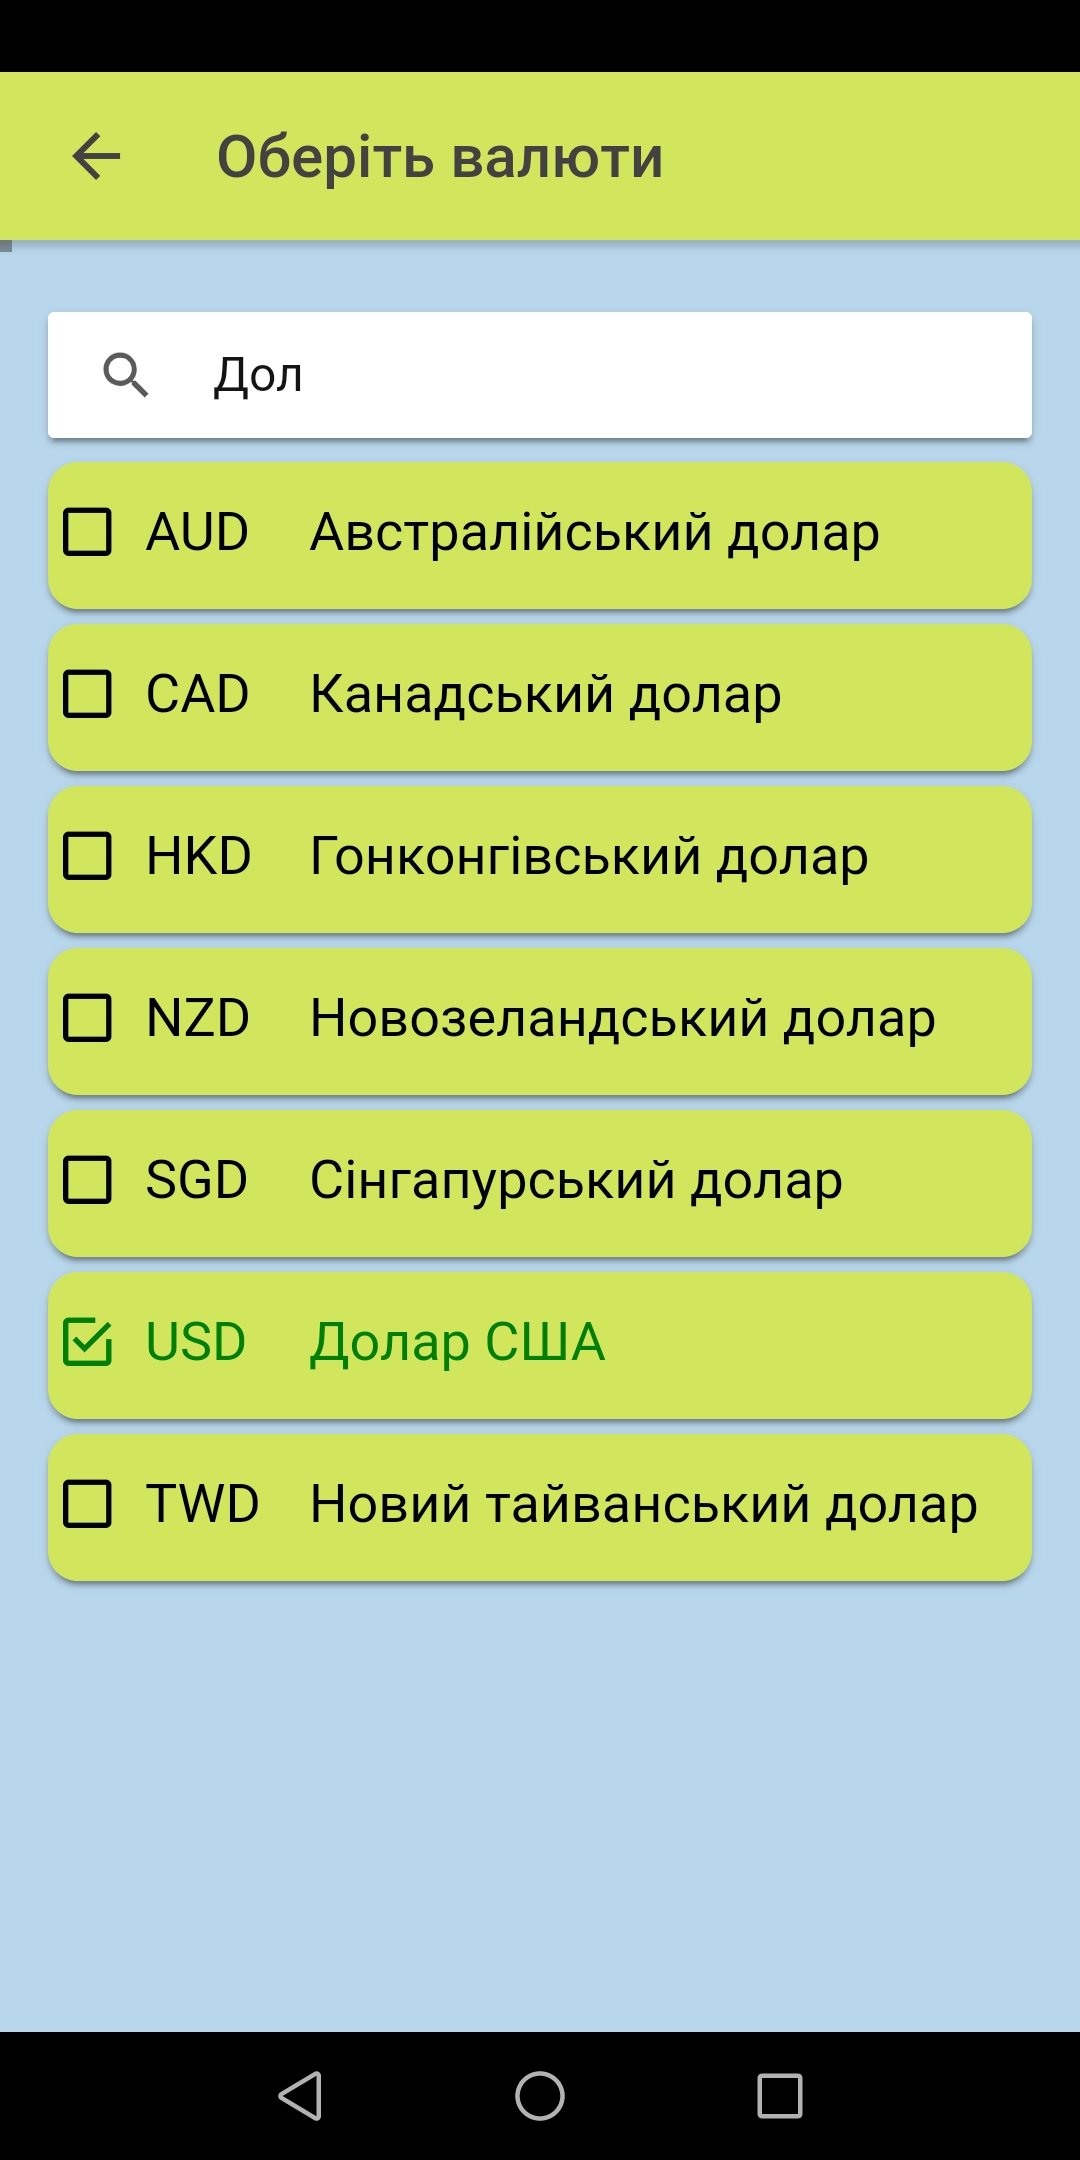 Оберіть валюти
Дол
AUD Австралійський долар
CAD Канадський долар
HKD Гонконгівський долар
NZD Новозеландський долар
SGD Сінгапурський долар
USD Долар США
TWD Новий тайванський долар